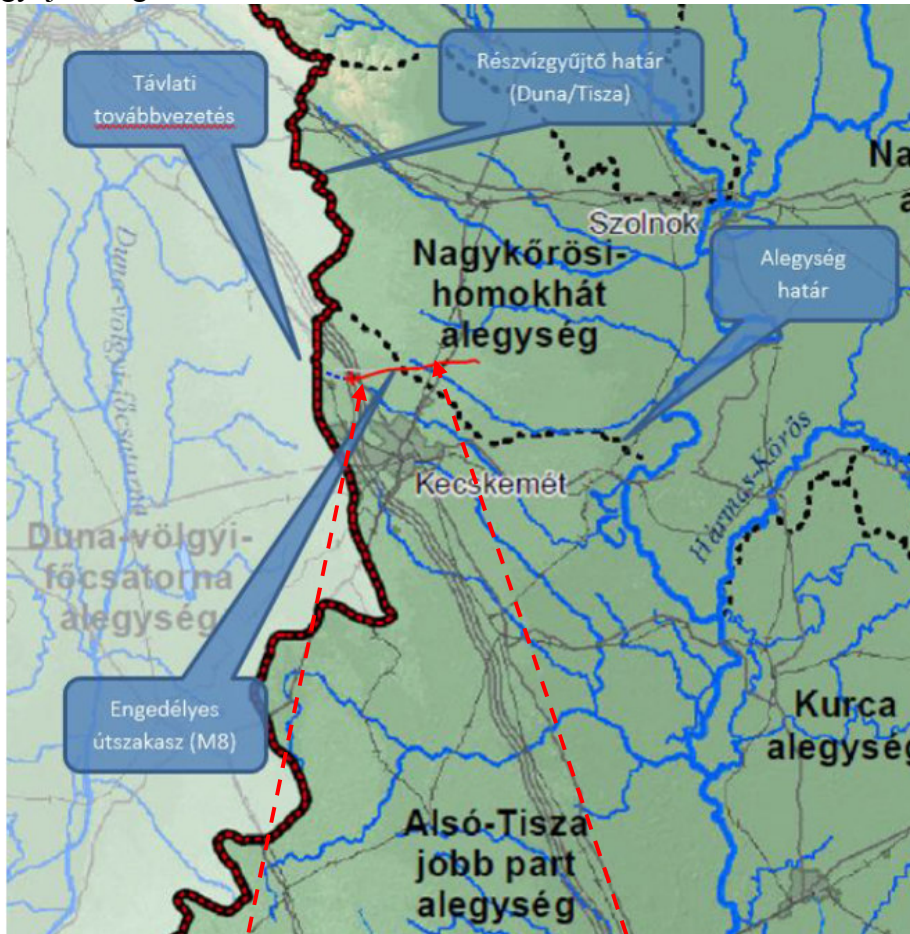 Távlati
továbbvezetés
Részvízgyűjtő határ
(Duna/Tisza)
Na
Szolnok
a
Duna-völgyi-főcsatorna
Nagykőrösi-
homokhát
alegység
Alegység
határ
Kecskemét
Hármas-Körös
Duna-völgyi-
főcsatorna
alegység
Engedélyes
útszakasz (M8)
Kurca
alegység
Alsó-Tisza
jobb part
alegység